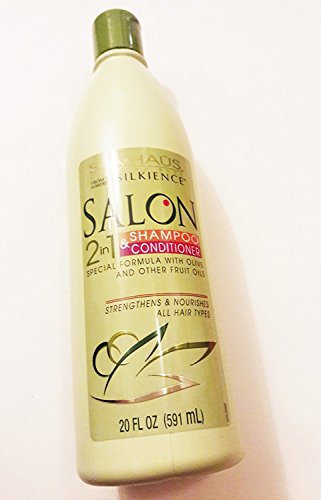 SILKIENCE
SALON
2 in 1 & SHAMPOO
CONDITIONER
SPECIAL FORMULA WITH OLIVE
AND OTHER FRUIT OILS
STRENGTHENS & NOURISHES
ALL HAIR TYPES
20 FL OZ (591 mL)